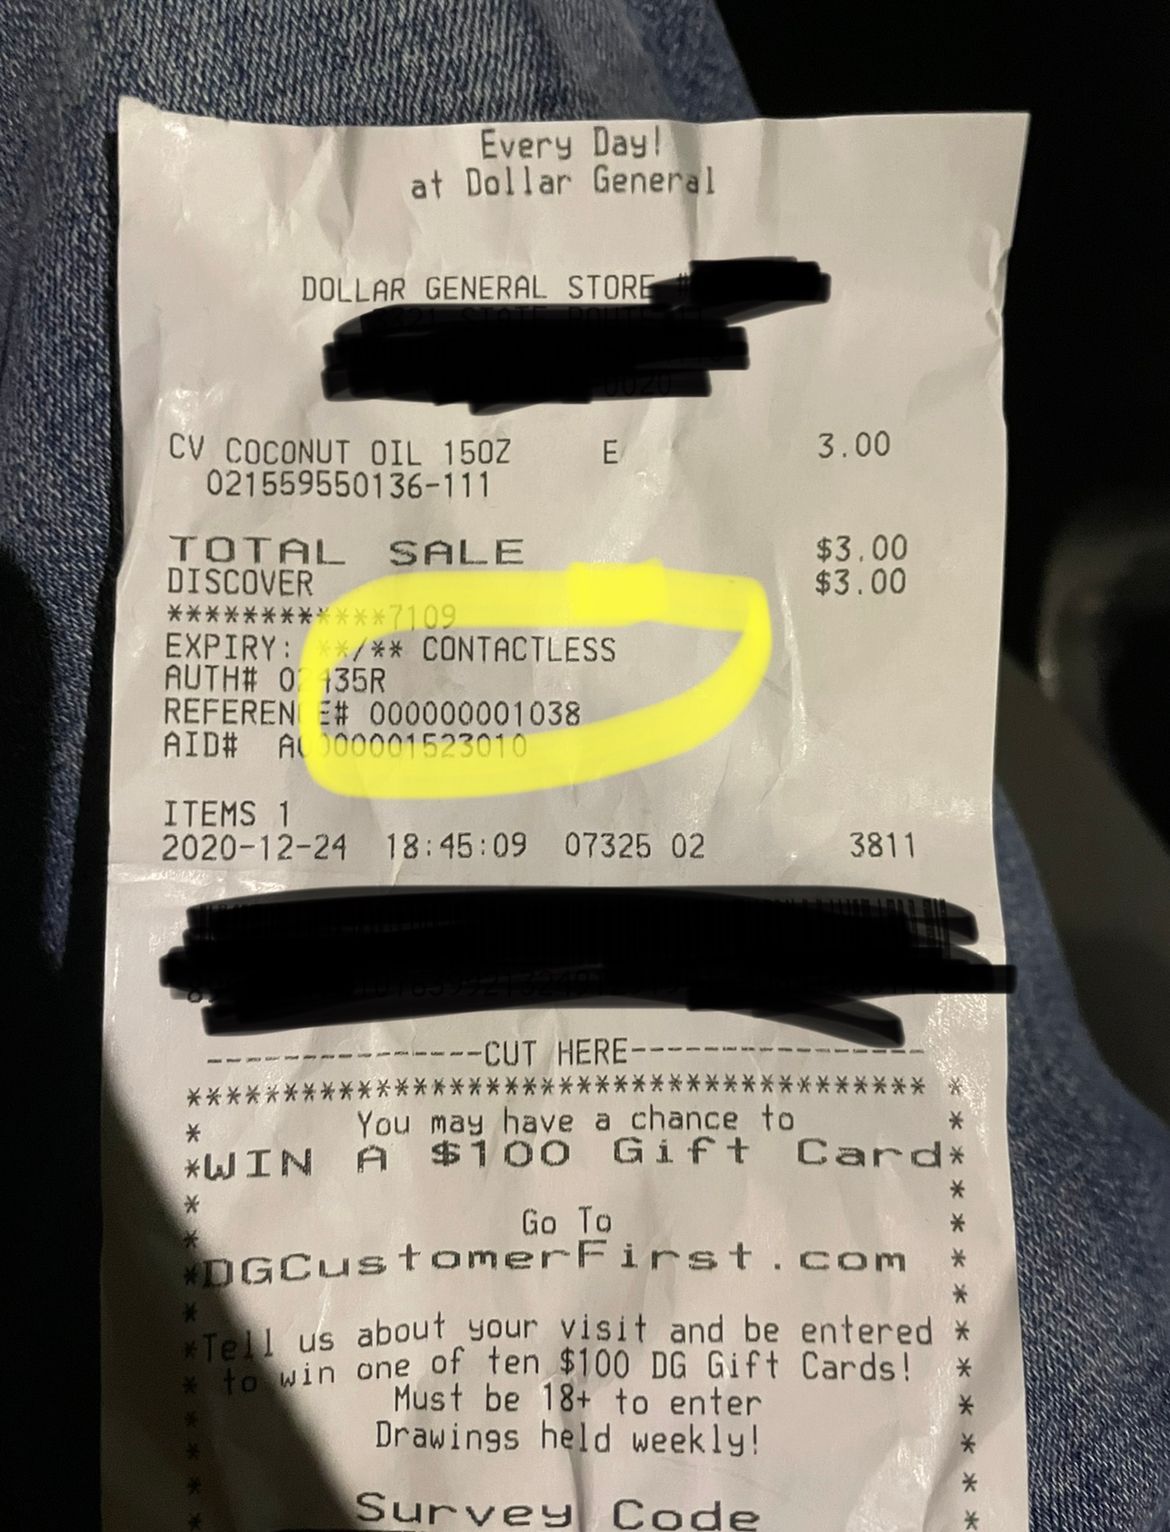 Every Day!
at Dollar General
DOLLAR GENERAL STORE #
CV COCONUT OIL 15OZ E 3.00
021559550136-111
TOTAL SALE $3.00
DISCOVER $3.00
************7109
EXPIRY: **/** CONTACTLESS
AUTH# 02435R
REFERENCE# 000000001038
AID# A0000001523010
ITEMS 1
2020-12-24 18:45:09 07325 02 3811
---------------CUT HERE----------------
***************************************
* You may have a chance to *
*WIN A $100 Gift Card*
* *
* Go To *
*DGCustomerFirst.com *
* *
*Tell us about your visit and be entered *
* to win one of ten $100 DG Gift Cards! *
* Must be 18+ to enter *
* Drawings held weekly! *
* *
* Survey Code *